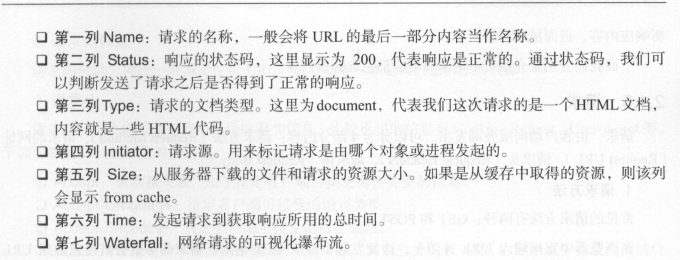 ❑ 第一列 Name：请求的名称，一般会将 URL 的最后一部分内容当作名称。
❑ 第二列 Status：响应的状态码，这里显示为 200，代表响应是正常的。通过状态码，我们可
以判断发送了请求之后是否得到了正常的响应。
❑ 第三列 Type：请求的文档类型。这里为 document，代表我们这次请求的是一个 HTML 文档，
内容就是一些 HTML 代码。
❑ 第四列 Initiator：请求源。用来标记请求是由哪个对象或进程发起的。
❑ 第五列 Size：从服务器下载的文件和请求的资源大小。如果是从缓存中取得的资源，则该列
会显示 from cache。
❑ 第六列 Time：发起请求到获取响应所用的总时间。
❑ 第七列 Waterfall：网络请求的可视化瀑布流。